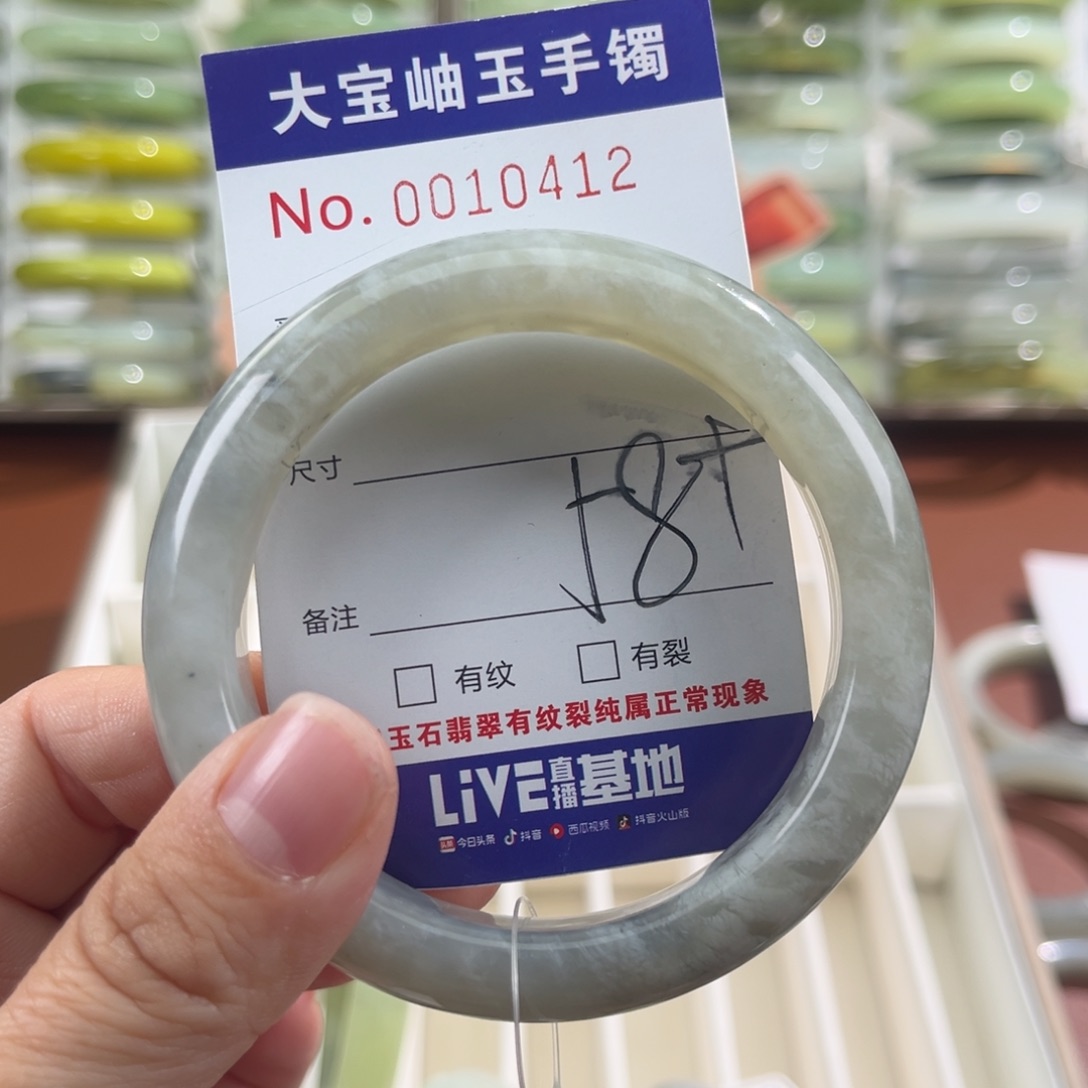 大宝岫玉手镯
No. 0010412
尺寸
58
备注
□ 有纹 □ 有裂
玉石翡翠有纹裂纯属正常现象
LiVE直播基地
今日头条 抖音 西瓜视频 抖音火山版